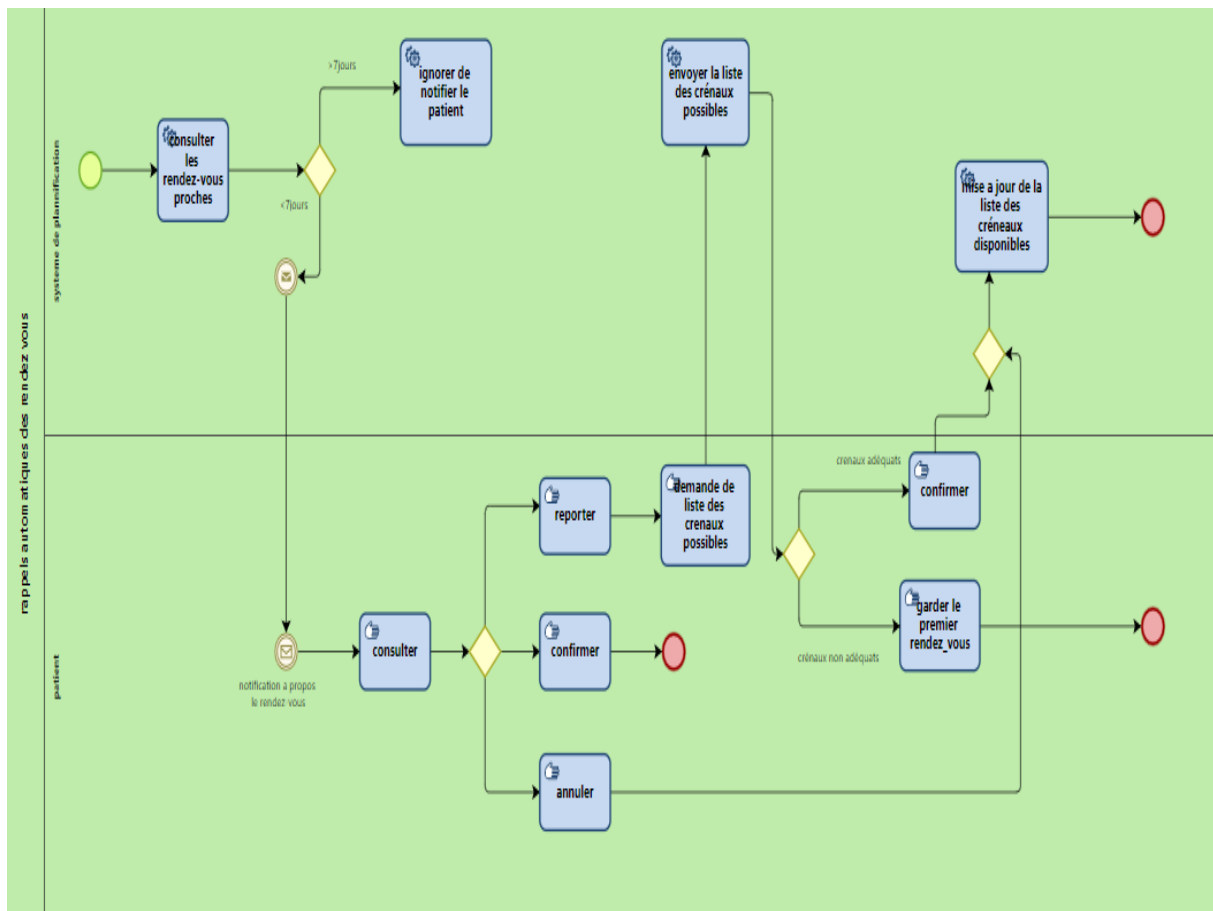 rappels automatiques des rendez vous
systeme de plannification
>7jours
ignorer de
notifier le
patient
consulter
les
rendez-vous
proches
<7jours
envoyer la liste
des crénaux
possibles
mise a jour de la
liste des
créneaux
disponibles
patient
notification a propos
le rendez-vous
consulter
reporter
demande de
liste des
crenaux
possibles
confirmer
annuler
crenaux adéquats
confirmer
crénaux non adéquats
garder le
premier
rendez_vous